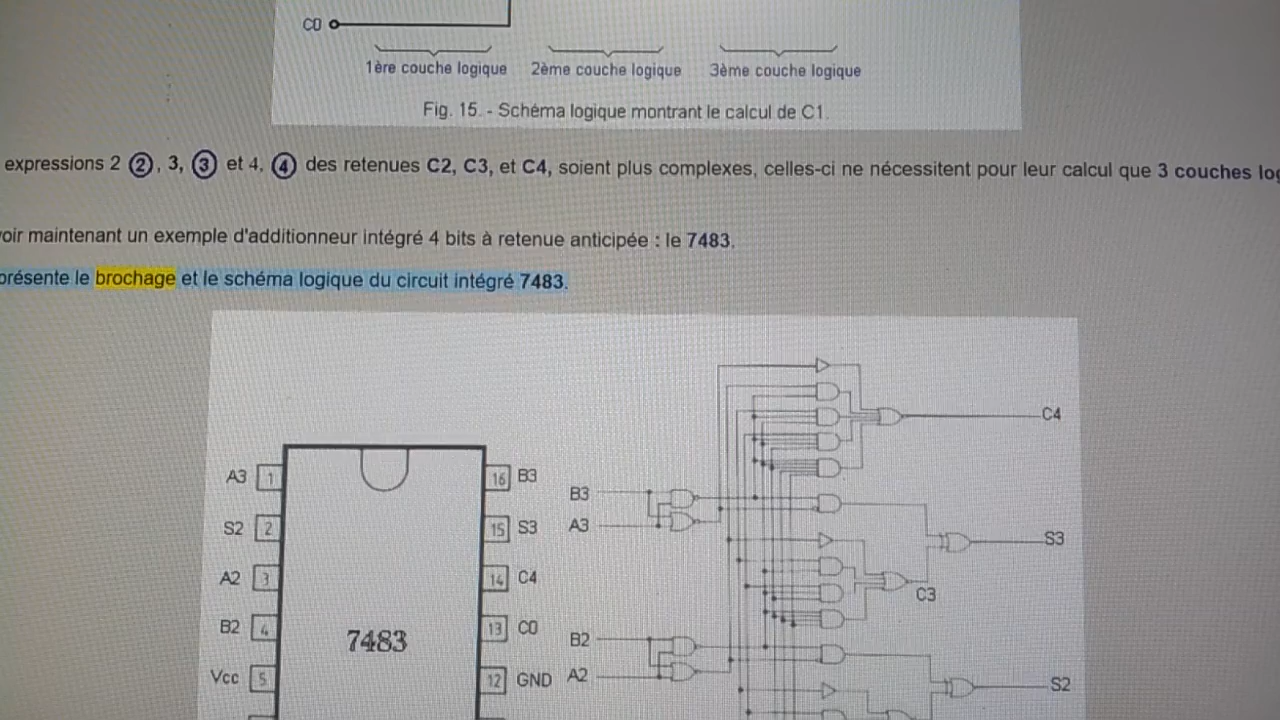 C0
1ère couche logique 2ème couche logique 3ème couche logique
Fig. 15. - Schéma logique montrant le calcul de C1.
expressions 2 ②, 3, ③ et 4, ④ des retenues C2, C3, et C4, soient plus complexes, celles-ci ne nécessitent pour leur calcul que 3 couches log
voir maintenant un exemple d'additionneur intégré 4 bits à retenue anticipée : le 7483.
présente le brochage et le schéma logique du circuit intégré 7483.
A3 1 16 B3
S2 2 15 S3
A2 3 14 C4
B2 4 13 C0
Vcc 5 12 GND
7483
C4
B3
A3
S3
C3
B2
A2
S2